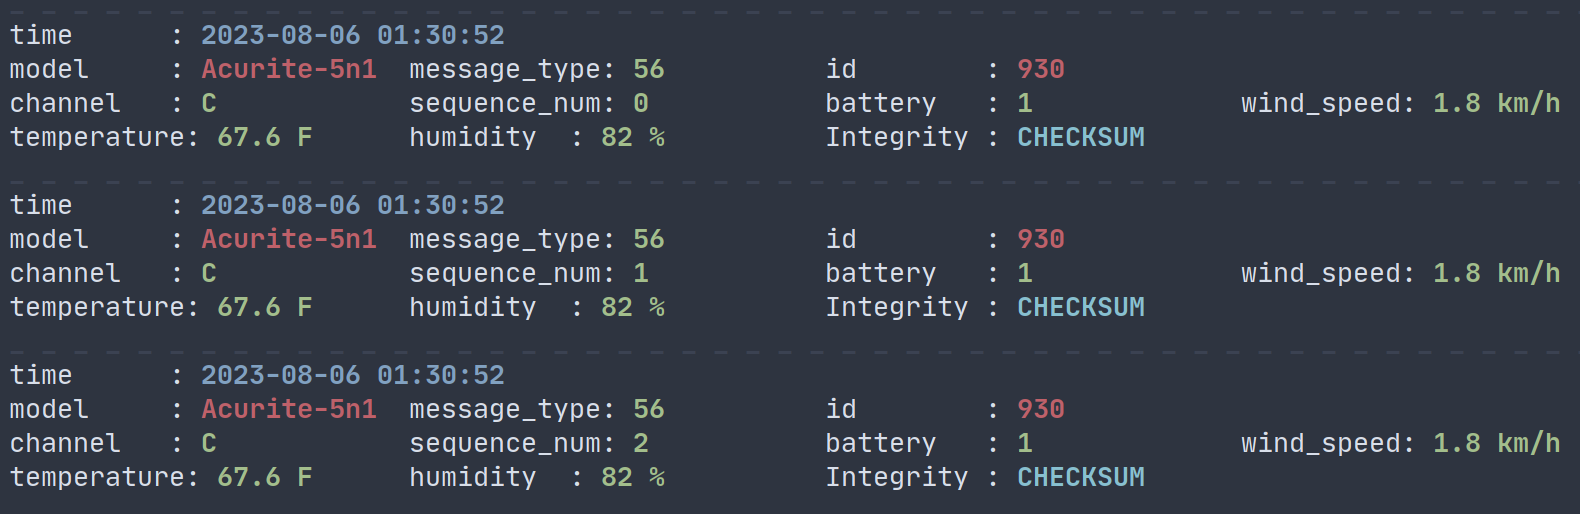 time      : 2023-08-06 01:30:52
model     : Acurite-5n1  message_type: 56          id        : 930
channel   : C            sequence_num: 0           battery   : 1             wind_speed: 1.8 km/h
temperature: 67.6 F      humidity  : 82 %          Integrity : CHECKSUM
time      : 2023-08-06 01:30:52
model     : Acurite-5n1  message_type: 56          id        : 930
channel   : C            sequence_num: 1           battery   : 1             wind_speed: 1.8 km/h
temperature: 67.6 F      humidity  : 82 %          Integrity : CHECKSUM
time      : 2023-08-06 01:30:52
model     : Acurite-5n1  message_type: 56          id        : 930
channel   : C            sequence_num: 2           battery   : 1             wind_speed: 1.8 km/h
temperature: 67.6 F      humidity  : 82 %          Integrity : CHECKSUM